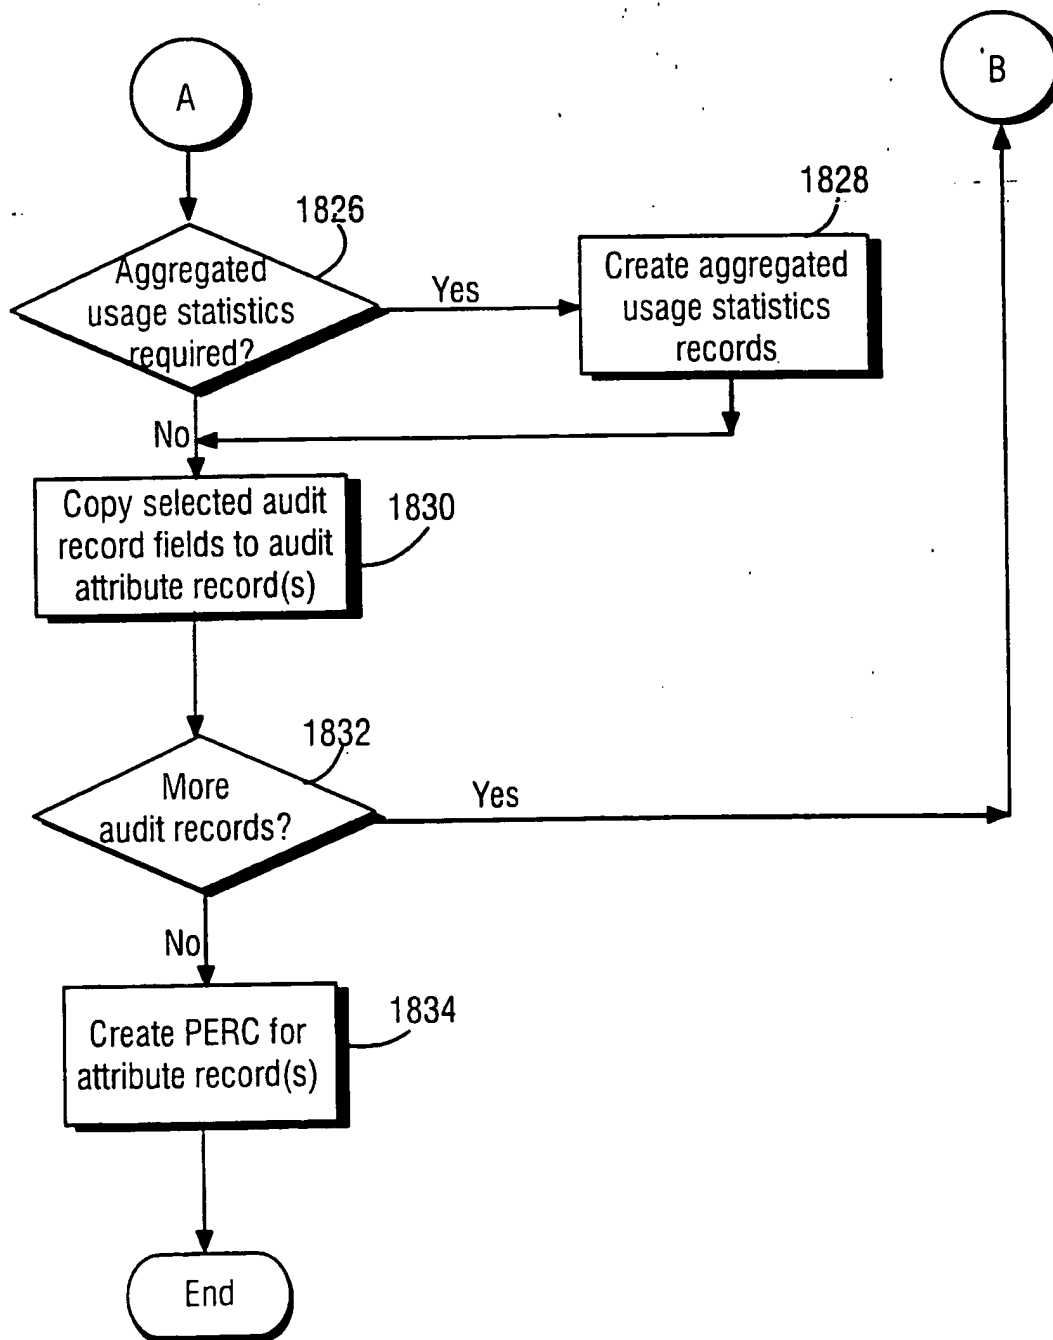 A
B
1826
1828
Aggregated
usage statistics
required?
Yes
Create aggregated
usage statistics
records
No
Copy selected audit
record fields to audit
attribute record(s)
1830
1832
More
audit records?
Yes
No
Create PERC for
attribute record(s)
1834
End